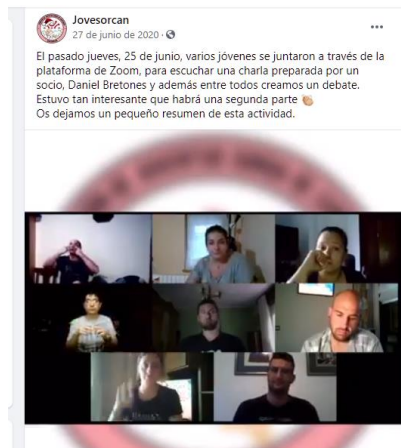 Jovesorcan
27 de junio de 2020 ·
El pasado jueves, 25 de junio, varios jóvenes se juntaron a través de la
plataforma de Zoom, para escuchar una charla preparada por un
socio, Daniel Bretones y además entre todos creamos un debate.
Estuvo tan interesante que habrá una segunda parte 👏🏼
Os dejamos un pequeño resumen de esta actividad.